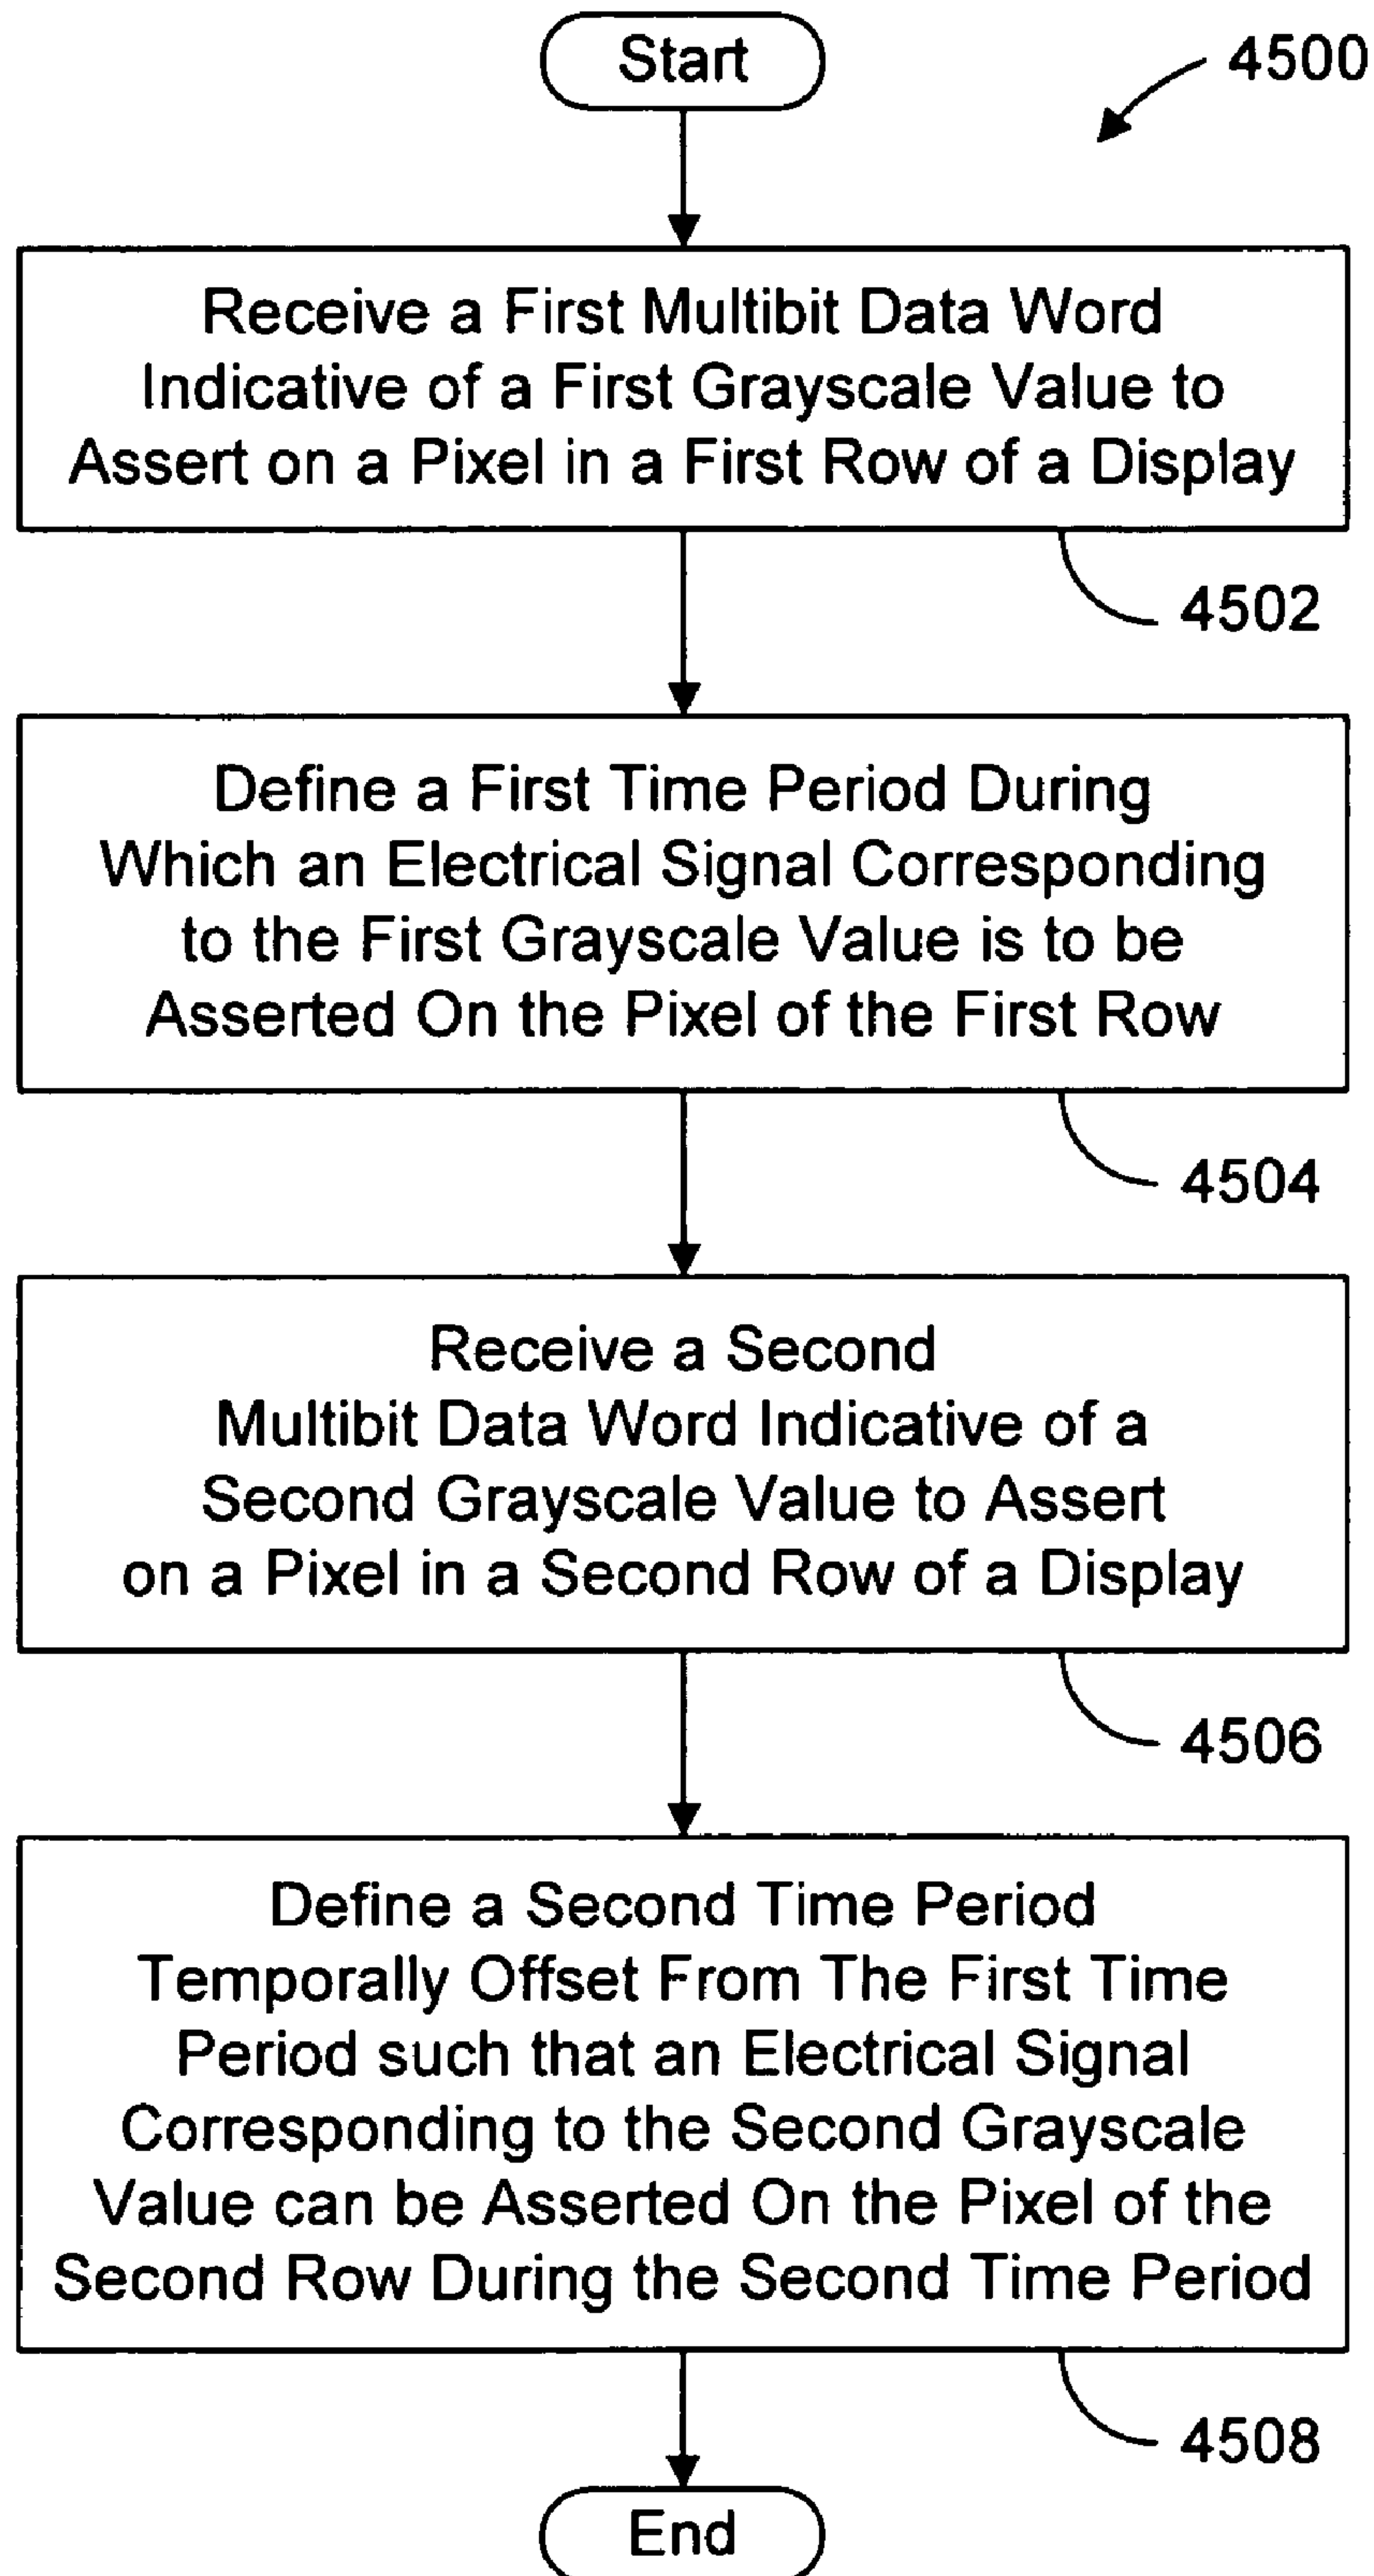 Start
4500
Receive a First Multibit Data Word
Indicative of a First Grayscale Value to
Assert on a Pixel in a First Row of a Display
4502
Define a First Time Period During
Which an Electrical Signal Corresponding
to the First Grayscale Value is to be
Asserted On the Pixel of the First Row
4504
Receive a Second
Multibit Data Word Indicative of a
Second Grayscale Value to Assert
on a Pixel in a Second Row of a Display
4506
Define a Second Time Period
Temporally Offset From The First Time
Period such that an Electrical Signal
Corresponding to the Second Grayscale
Value can be Asserted On the Pixel of the
Second Row During the Second Time Period
4508
End